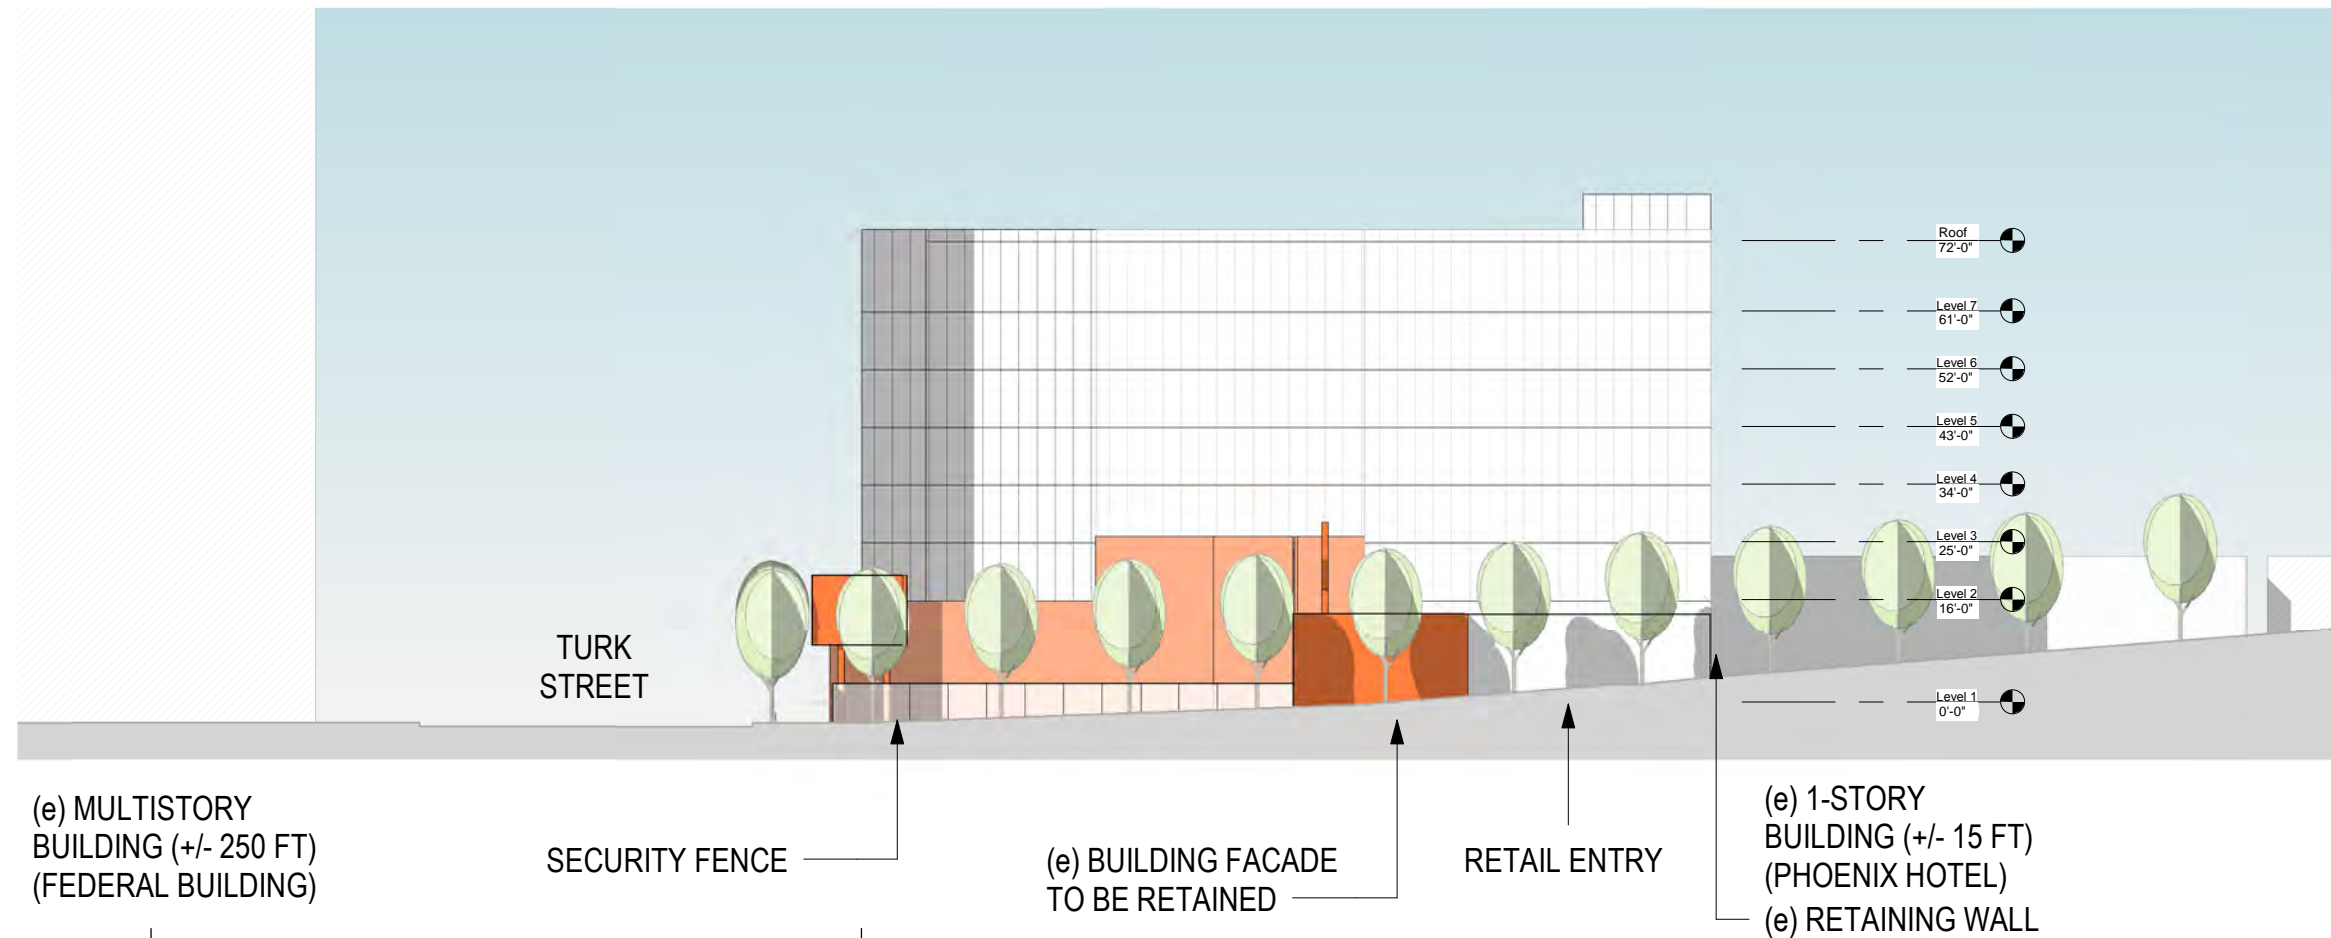 Roof
72'-0"
Level 7
61'-0"
Level 6
52'-0"
Level 5
43'-0"
Level 4
34'-0"
Level 3
25'-0"
Level 2
16'-0"
Level 1
0'-0"
TURK
STREET
(e) MULTISTORY
BUILDING (+/- 250 FT)
(FEDERAL BUILDING)
SECURITY FENCE
(e) BUILDING FACADE
TO BE RETAINED
RETAIL ENTRY
(e) 1-STORY
BUILDING (+/- 15 FT)
(PHOENIX HOTEL)
(e) RETAINING WALL